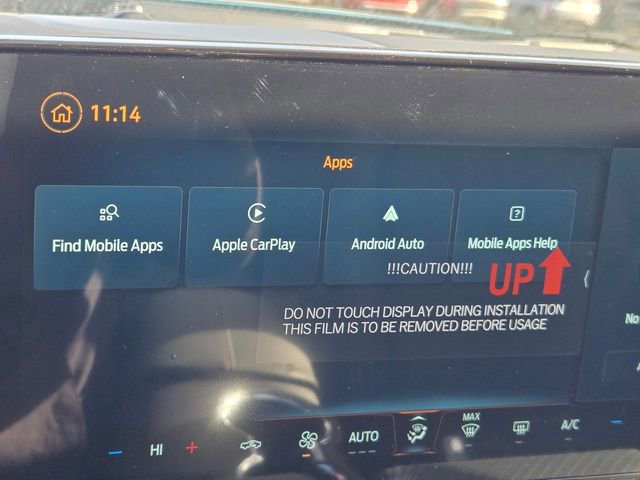 11:14
Apps
Find Mobile Apps
Apple CarPlay
Android Auto
Mobile Apps Help
!!!CAUTION!!!
UP
DO NOT TOUCH DISPLAY DURING INSTALLATION
THIS FILM IS TO BE REMOVED BEFORE USAGE
No
HI
AUTO
MAX
A/C